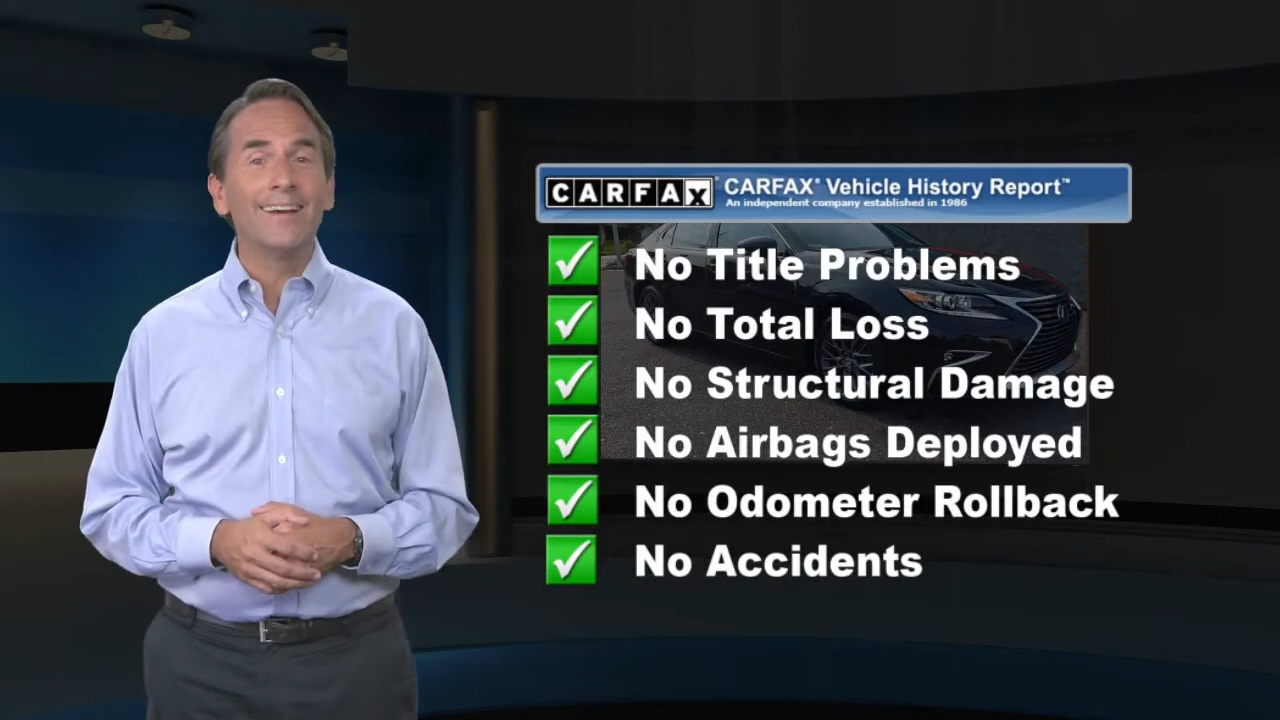 CARFAX
CARFAX® Vehicle History Report™
An independent company established in 1986
No Title Problems
No Total Loss
No Structural Damage
No Airbags Deployed
No Odometer Rollback
No Accidents